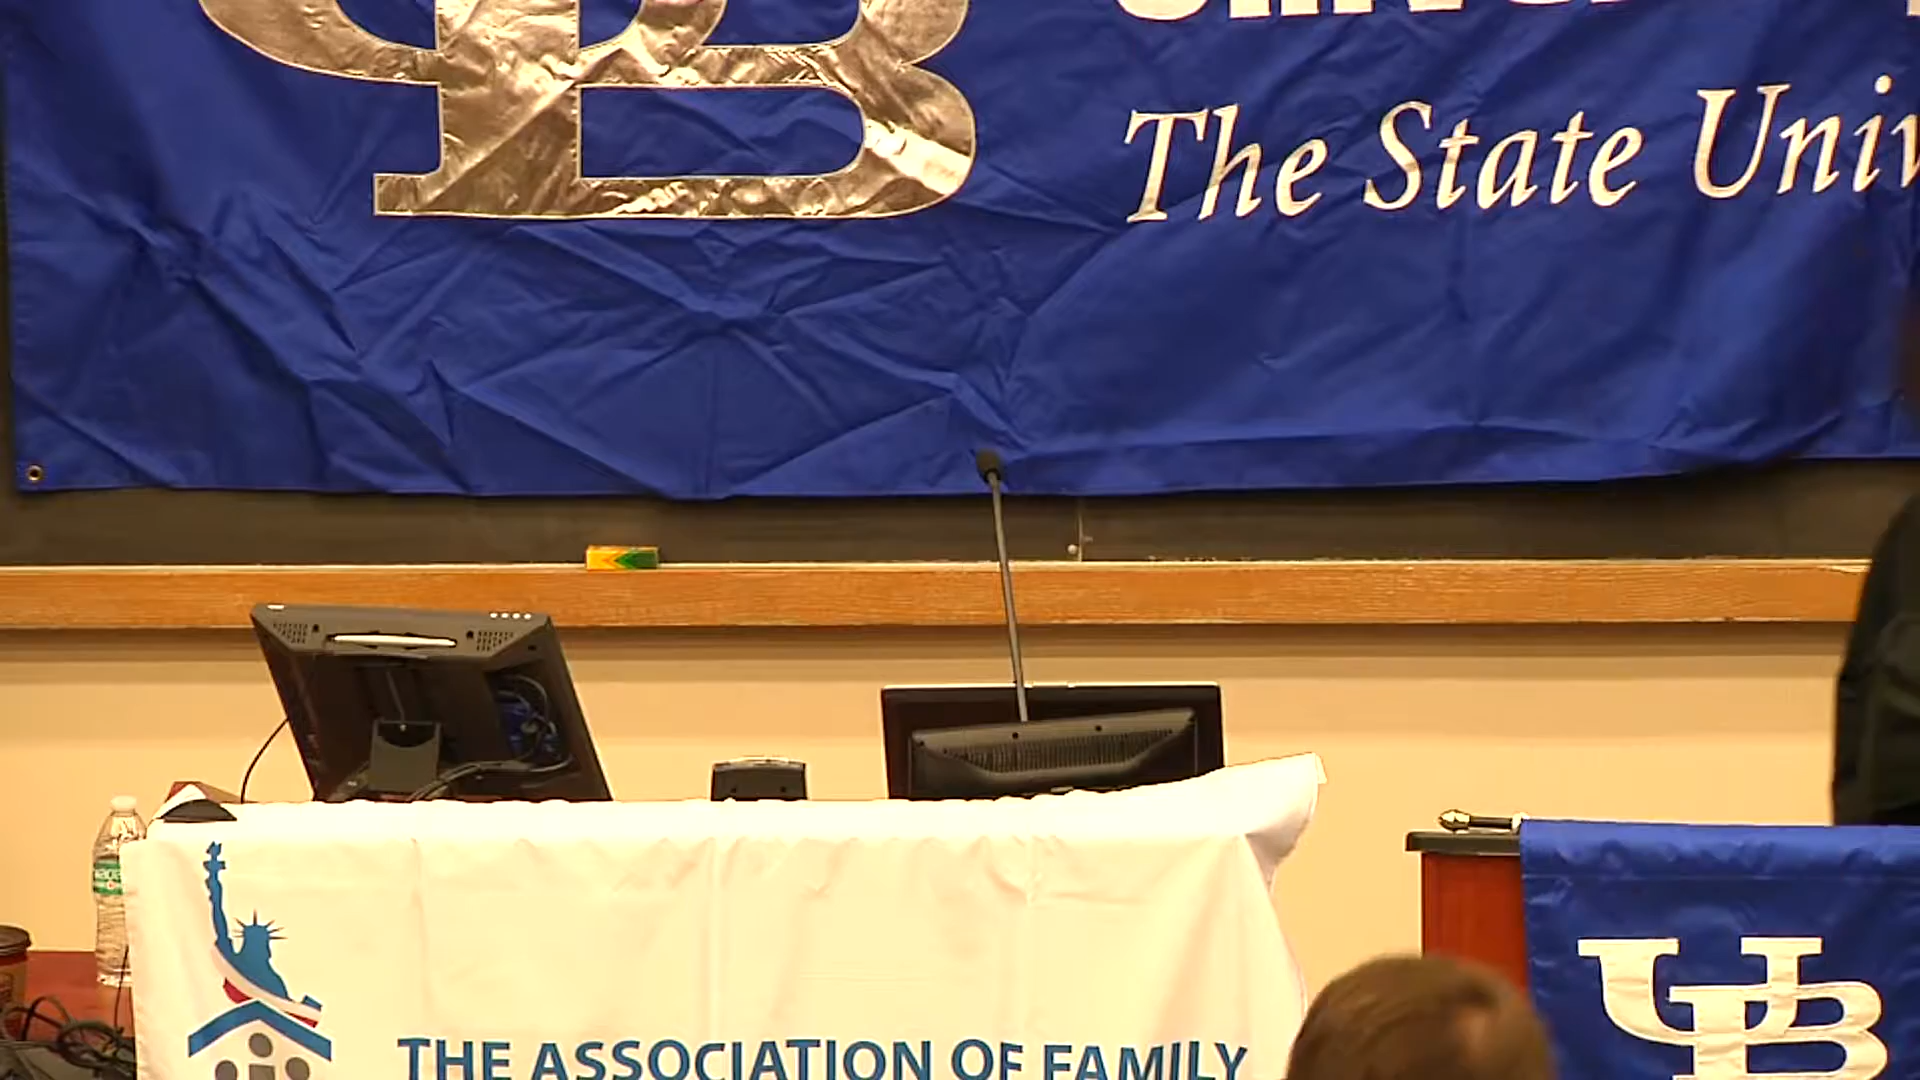 UB
The State Univ
THE ASSOCIATION OF FAMILY
UB